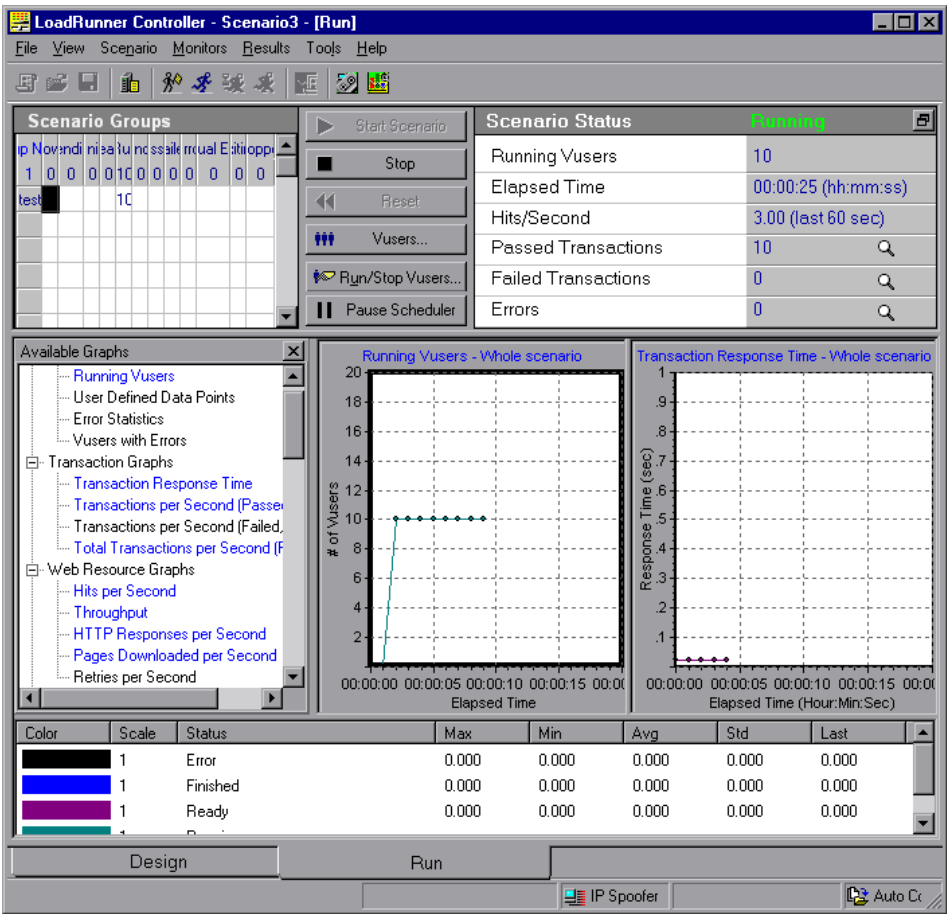 LoadRunner Controller - Scenario3 - [Run]
File View Scenario Monitors Results Tools Help
Scenario Groups
1 0 0 0 0 10 0 0 0 0 0 0
test 10
Start Scenario
Stop
Reset
Vusers...
Run/Stop Vusers...
Pause Scheduler
Scenario Status Running
Running Vusers 10
Elapsed Time 00:00:25 (hh:mm:ss)
Hits/Second 3.00 (last 60 sec)
Passed Transactions 10
Failed Transactions 0
Errors 0
Available Graphs
Running Vusers
User Defined Data Points
Error Statistics
Vusers with Errors
Transaction Graphs
Transaction Response Time
Transactions per Second (Passe
Transactions per Second (Failed,
Total Transactions per Second (F
Web Resource Graphs
Hits per Second
Throughput
HTTP Responses per Second
Pages Downloaded per Second
Retries per Second
Running Vusers - Whole scenario
20
18
16
14
12
10
8
6
4
2
# of Vusers
00:00:00 00:00:05 00:00:10 00:00:15 00:0
Elapsed Time
Transaction Response Time - Whole scenario
1
.9
.8
.7
.6
.5
.4
.3
.2
.1
Response Time (sec)
00:00:00 00:00:05 00:00:10 00:00:15 00:0
Elapsed Time (Hour:Min:Sec)
Color Scale Status Max Min Avg Std Last
1 Error 0.000 0.000 0.000 0.000 0.000
1 Finished 0.000 0.000 0.000 0.000 0.000
1 Ready 0.000 0.000 0.000 0.000 0.000
Design Run
IP Spoofer Auto Co